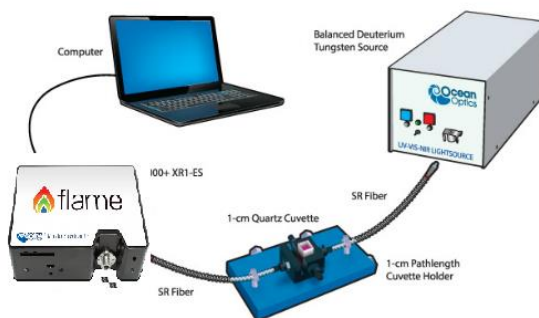 Balanced Deuterium
Tungsten Source
Computer
Ocean
Optics
UV-VIS-NIR LIGHTSOURCE
flame
00+ XR1-ES
SR Fiber
1-cm Quartz Cuvette
1-cm Pathlength
Cuvette Holder
SR Fiber